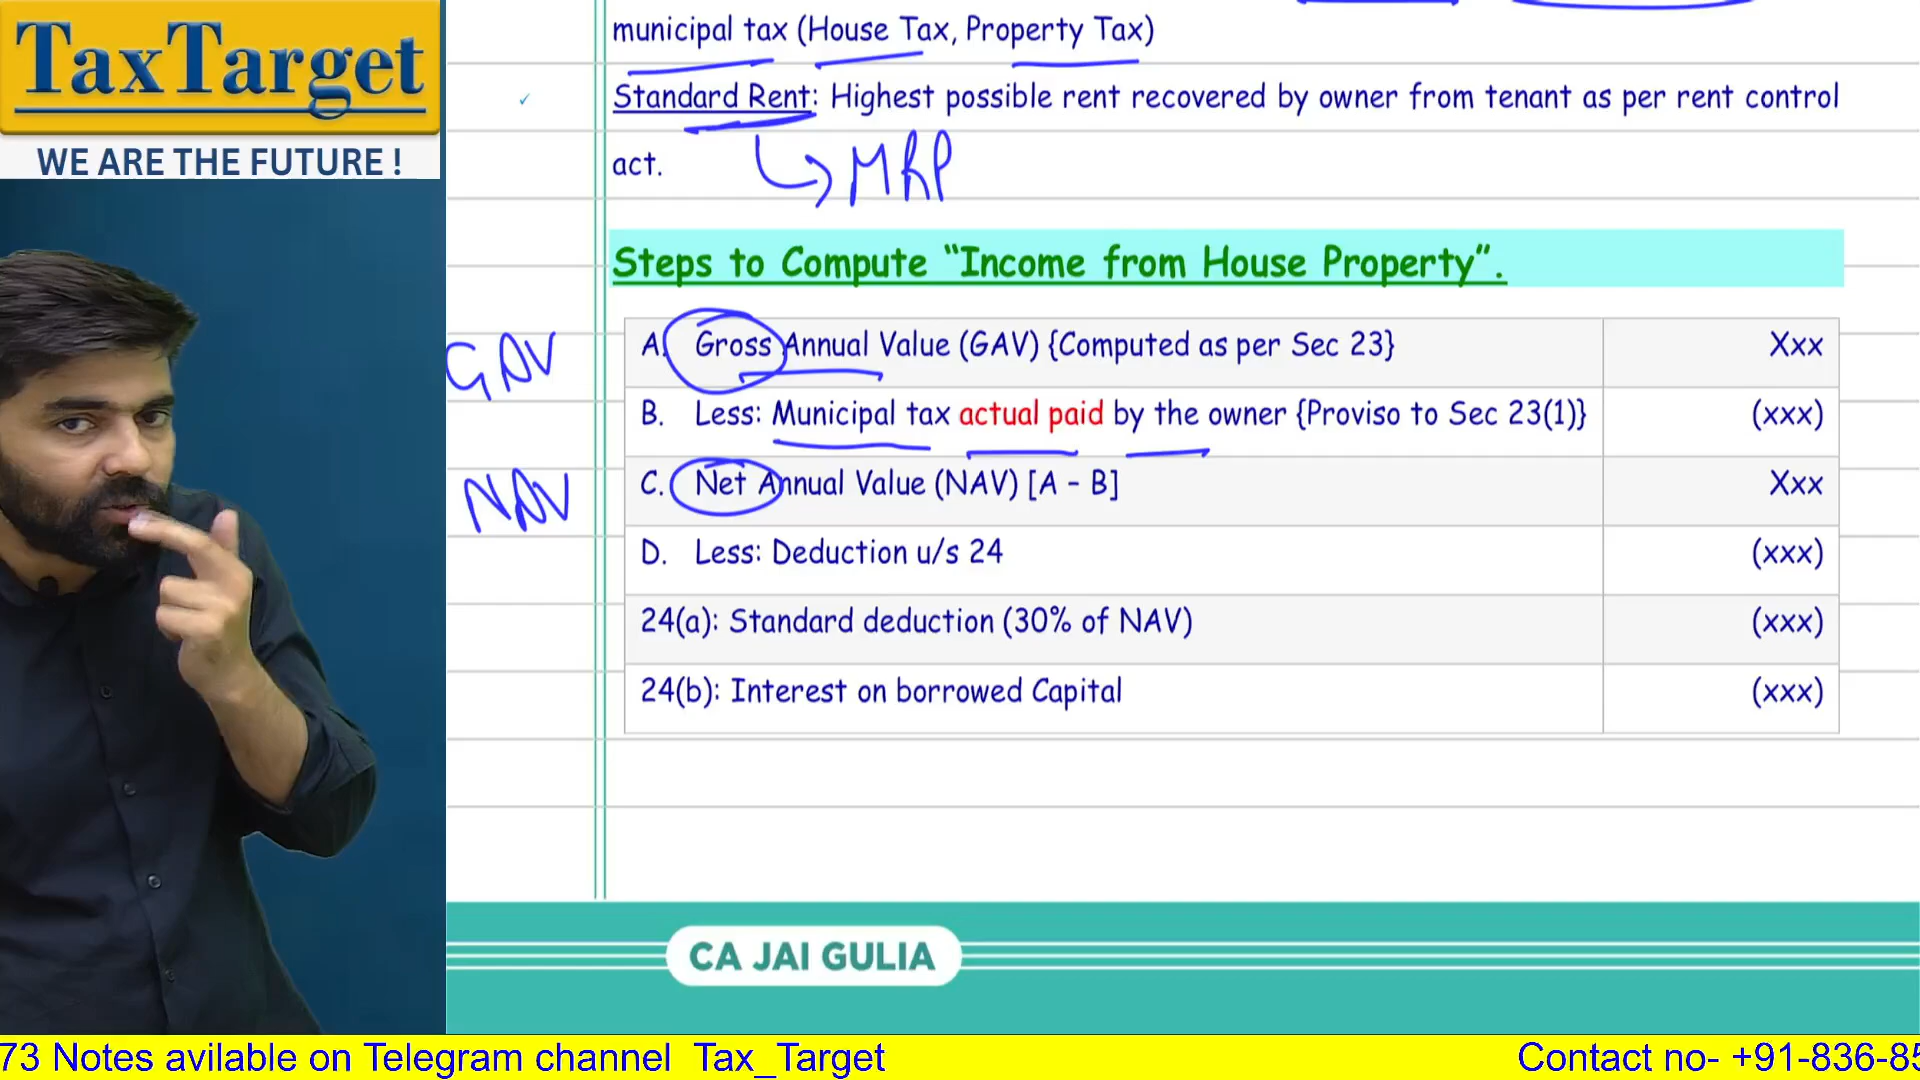 TaxTarget
WE ARE THE FUTURE !
municipal tax (House Tax, Property Tax)
✓ Standard Rent: Highest possible rent recovered by owner from tenant as per rent control
act.
MRP
Steps to Compute “Income from House Property”.
GAV
A. Gross Annual Value (GAV) {Computed as per Sec 23} Xxx
B. Less: Municipal tax actual paid by the owner {Proviso to Sec 23(1)} (xxx)
NAV
C. Net Annual Value (NAV) [A – B] Xxx
D. Less: Deduction u/s 24 (xxx)
24(a): Standard deduction (30% of NAV) (xxx)
24(b): Interest on borrowed Capital (xxx)
CA JAI GULIA
73 Notes avilable on Telegram channel Tax_Target Contact no- +91-836-85